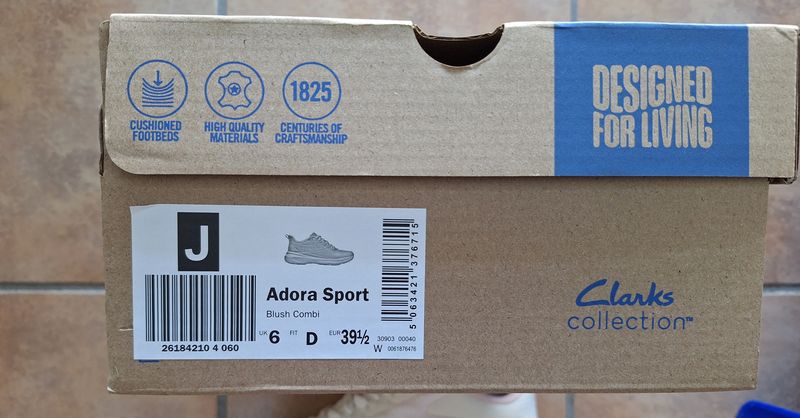 CUSHIONED
FOOTBEDS
HIGH QUALITY
MATERIALS
1825
CENTURIES OF
CRAFTSMANSHIP
DESIGNED
FOR LIVING
J
26184210 4 060
Adora Sport
Blush Combi
UK 6 FIT D EUR 39½
30903 00040
W 0061876476
5 063421 376715
Clarks
collection™